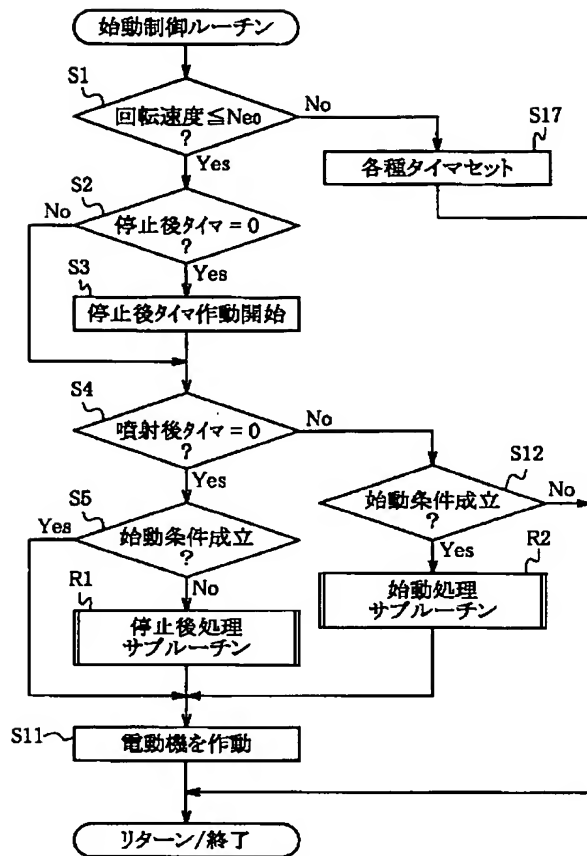 始動制御ルーチン
S1
回転速度≦Neo
?
No
Yes
S17
各種タイマセット
S2
No
停止後タイマ=0
?
Yes
S3
停止後タイマ作動開始
S4
噴射後タイマ=0
?
No
Yes
S12
始動条件成立
?
No
Yes
S5
Yes
始動条件成立
?
No
R1
停止後処理
サブルーチン
R2
始動処理
サブルーチン
S11
電動機を作動
リターン/終了